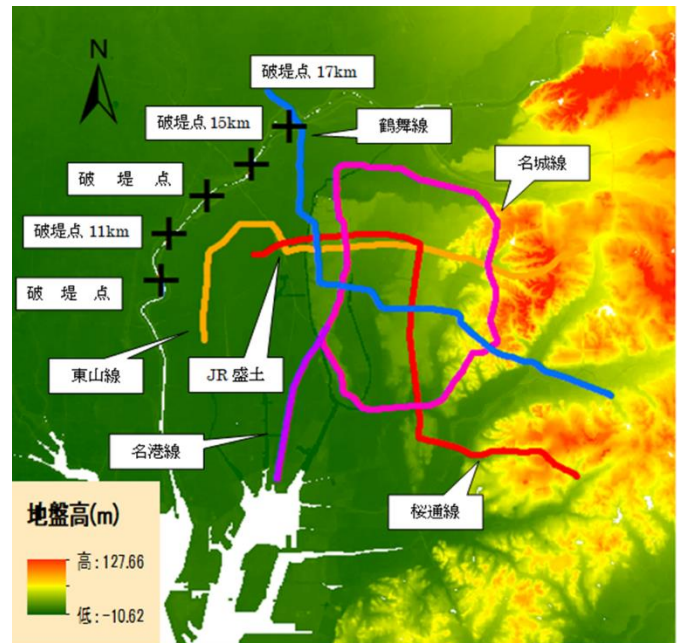 N
破堤点 17km
破堤点 15km
鶴舞線
名城線
破 堤 点
破堤点 11km
破 堤 点
東山線
JR 盛土
名港線
桜通線
地盤高(m)
高:127.66
低:-10.62